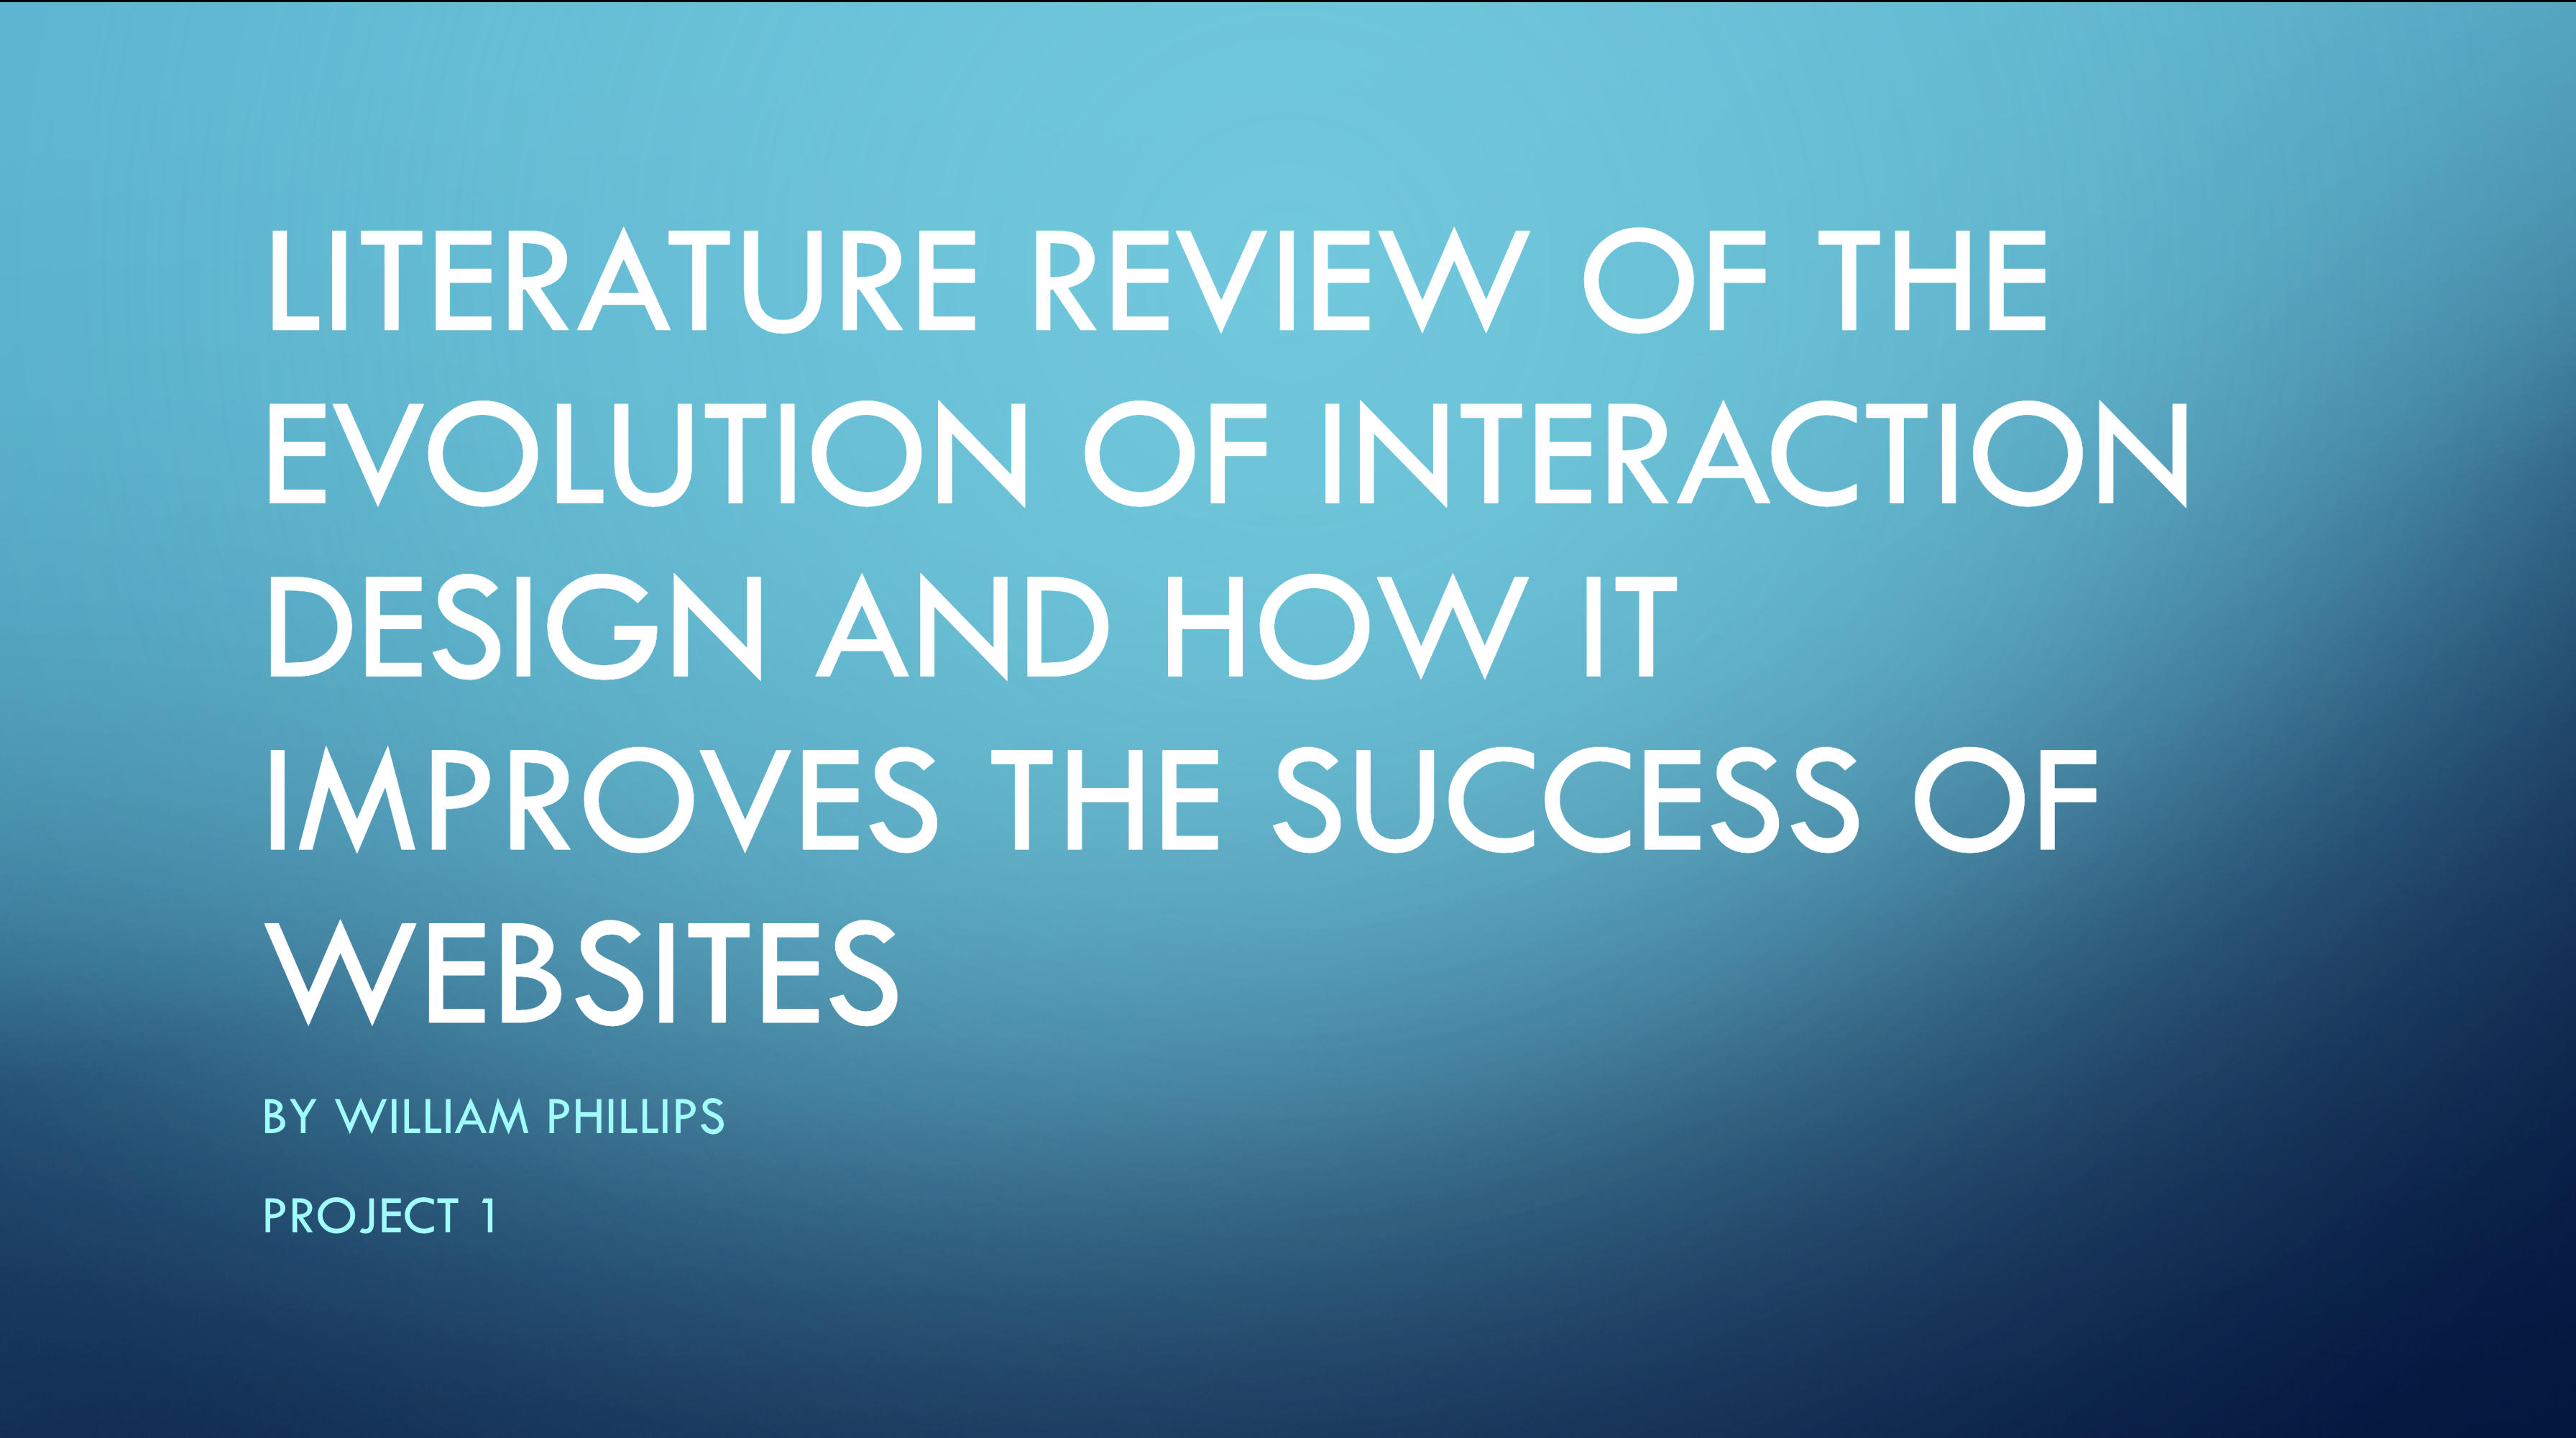 LITERATURE REVIEW OF THE
EVOLUTION OF INTERACTION
DESIGN AND HOW IT
IMPROVES THE SUCCESS OF
WEBSITES
BY WILLIAM PHILLIPS
PROJECT 1